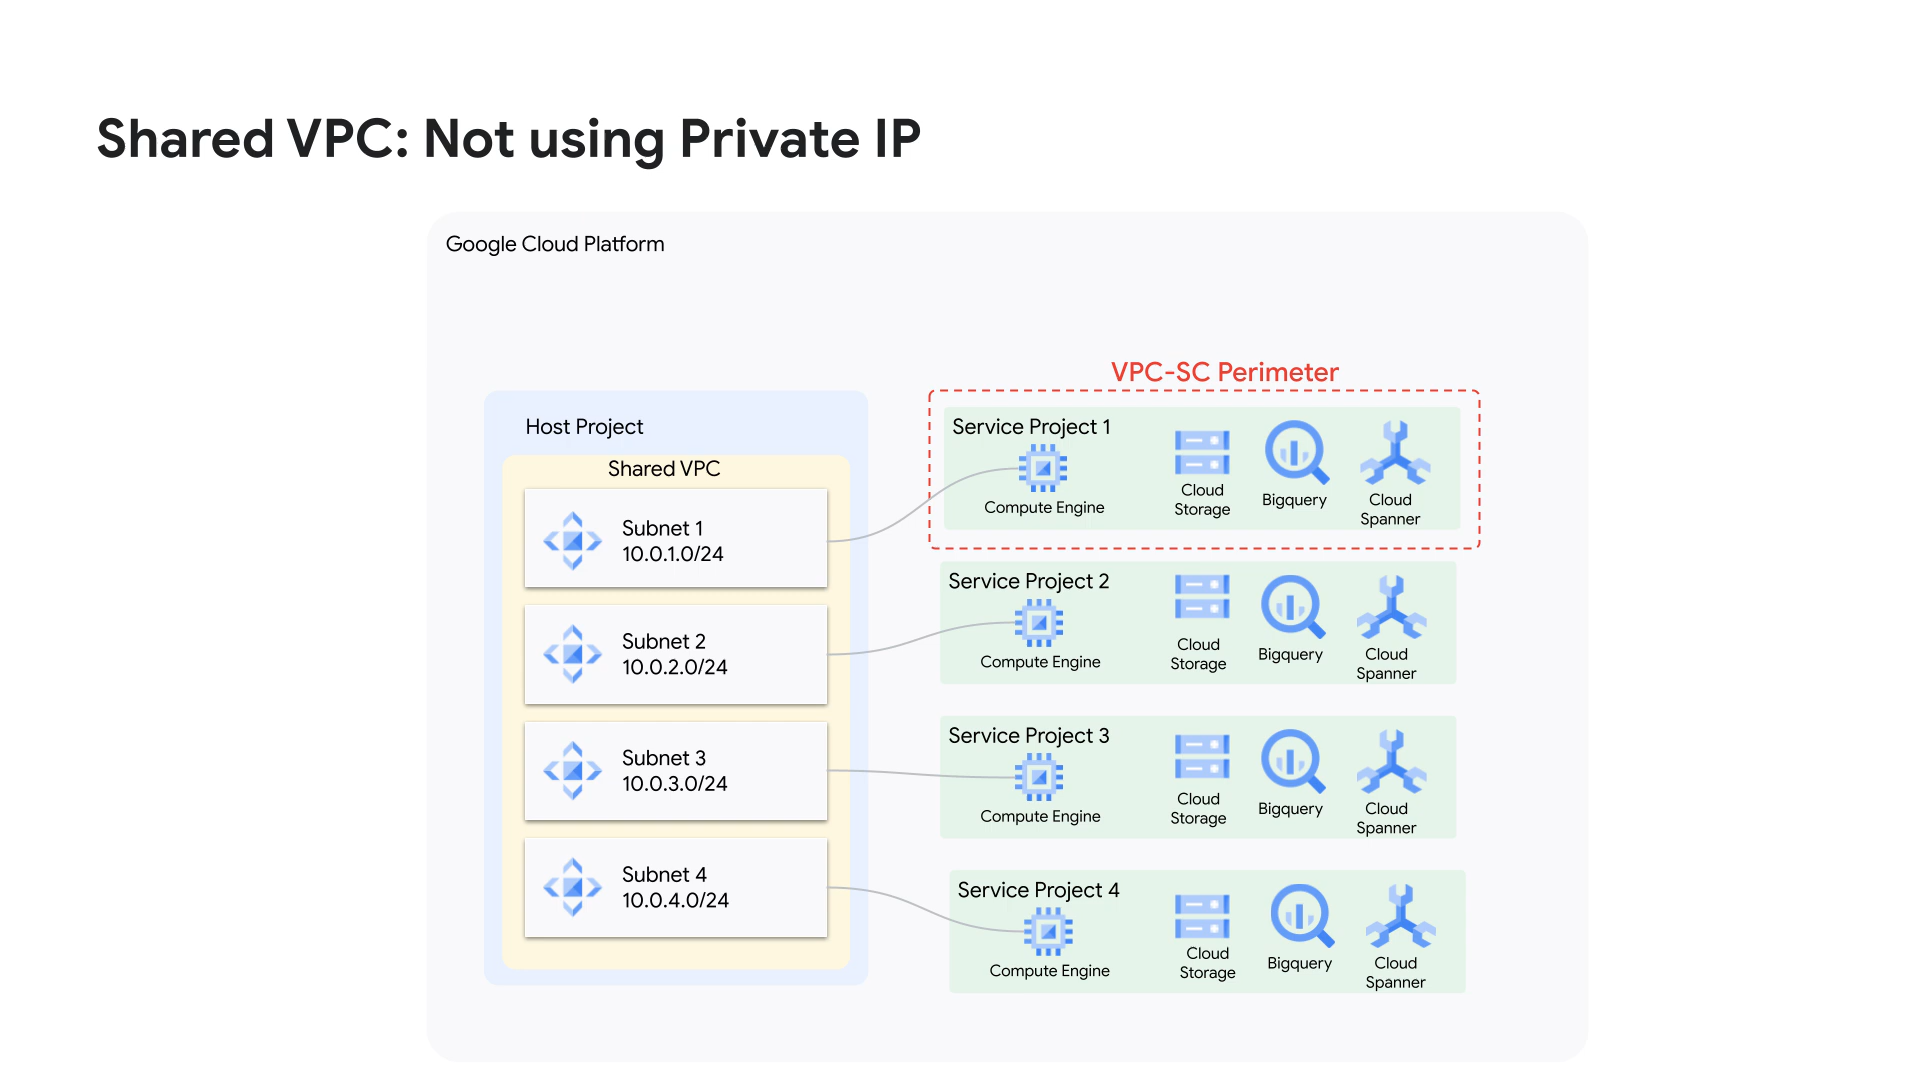 Shared VPC: Not using Private IP
Google Cloud Platform
Host Project
Shared VPC
Subnet 1
10.0.1.0/24
Subnet 2
10.0.2.0/24
Subnet 3
10.0.3.0/24
Subnet 4
10.0.4.0/24
VPC-SC Perimeter
Service Project 1
Compute Engine
Cloud
Storage
Bigquery
Cloud
Spanner
Service Project 2
Compute Engine
Cloud
Storage
Bigquery
Cloud
Spanner
Service Project 3
Compute Engine
Cloud
Storage
Bigquery
Cloud
Spanner
Service Project 4
Compute Engine
Cloud
Storage
Bigquery
Cloud
Spanner